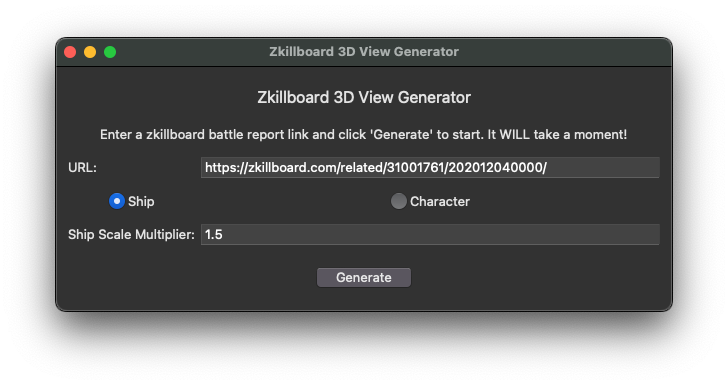 Zkillboard 3D View Generator
Zkillboard 3D View Generator
Enter a zkillboard battle report link and click 'Generate' to start. It WILL take a moment!
URL: https://zkillboard.com/related/31001761/202012040000/
Ship Character
Ship Scale Multiplier: 1.5
Generate